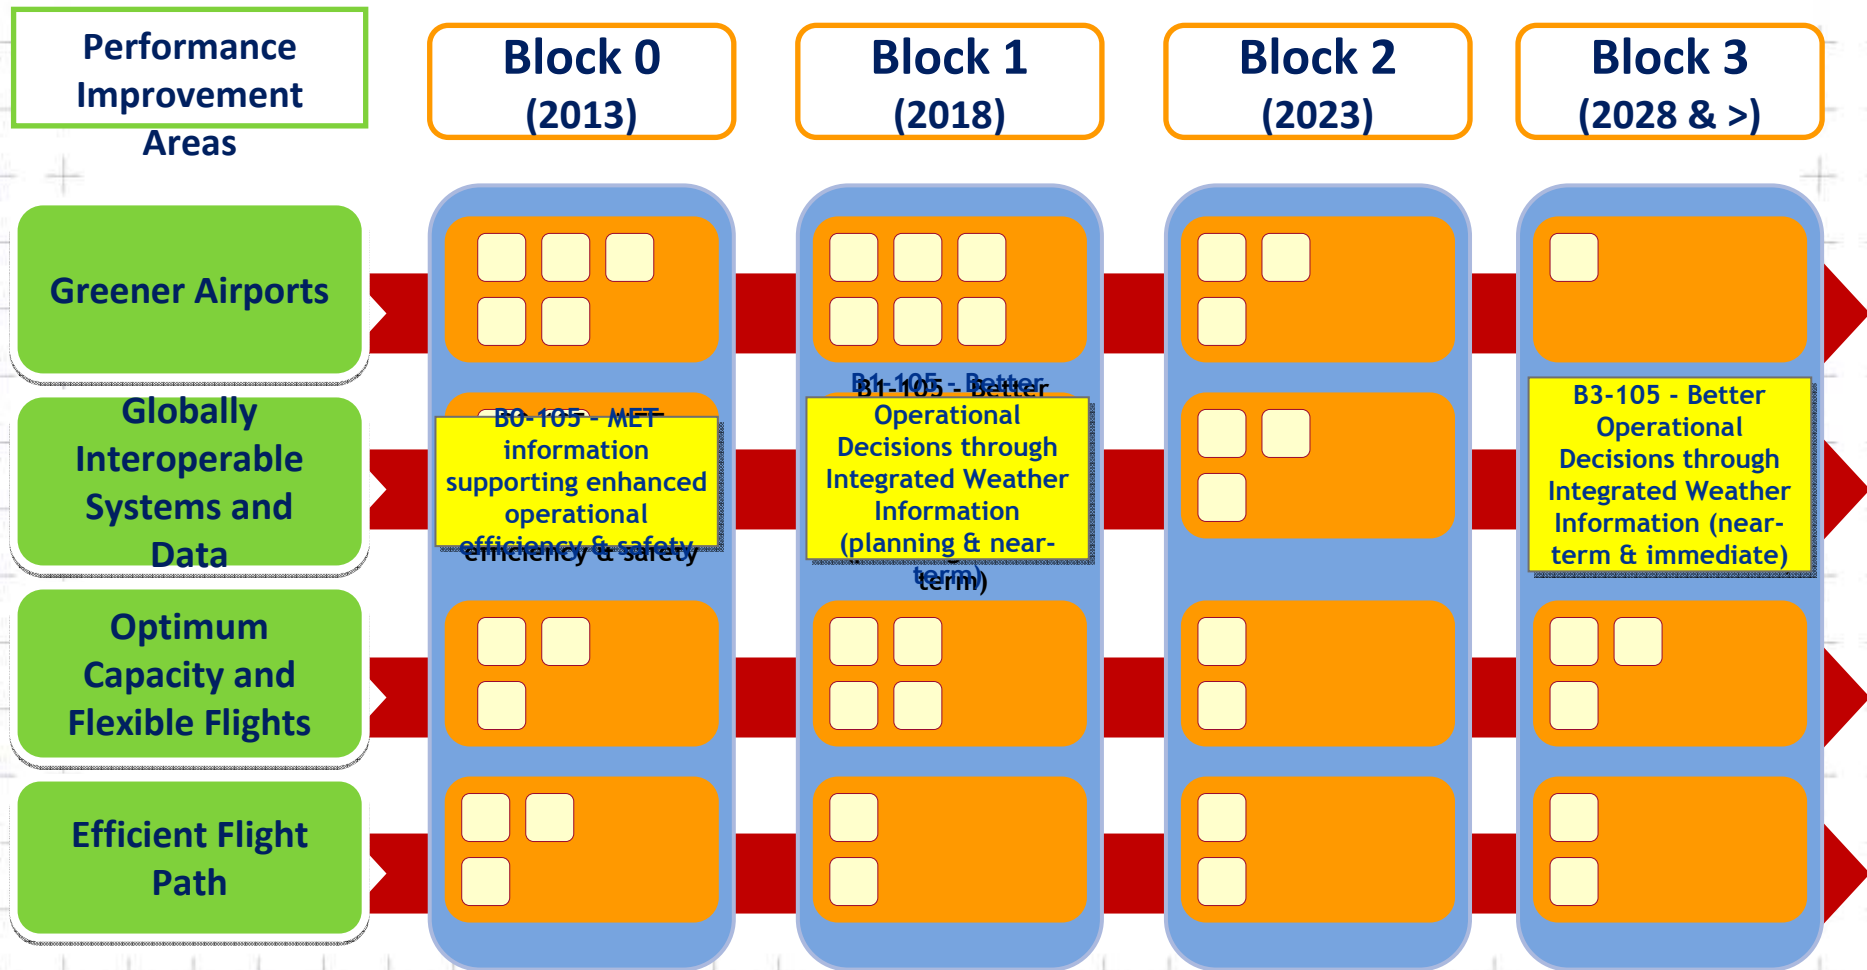 Performance
Improvement
Areas
Block 0
(2013)
Block 1
(2018)
Block 2
(2023)
Block 3
(2028 & >)
Greener Airports
Globally
Interoperable
Systems and
Data
B0-105 - MET
information
supporting enhanced
operational
efficiency & safety
B1-105 - Better
Operational
Decisions through
Integrated Weather
Information
(planning & near-
term)
B3-105 - Better
Operational
Decisions through
Integrated Weather
Information (near-
term & immediate)
Optimum
Capacity and
Flexible Flights
Efficient Flight
Path